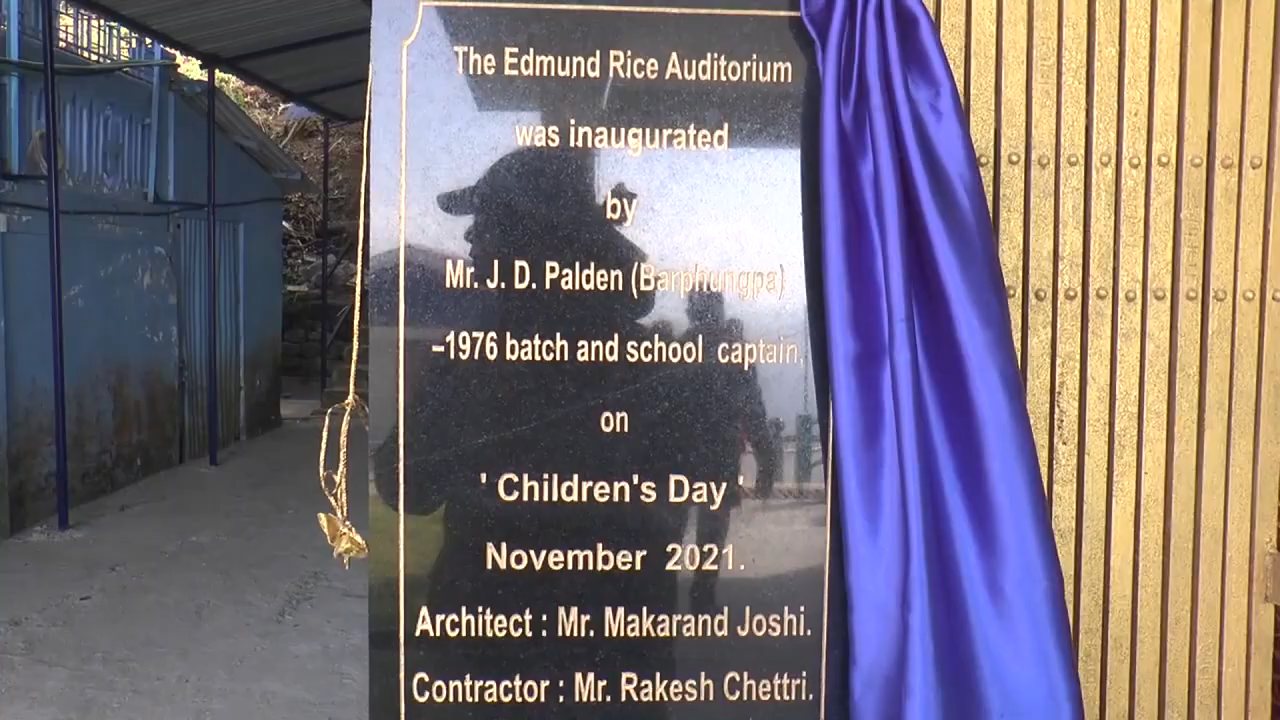 The Edmund Rice Auditorium
was inaugurated
by
Mr. J. D. Palden (Barphungpa)
–1976 batch and school captain,
on
' Children's Day '
November 2021.
Architect : Mr. Makarand Joshi.
Contractor : Mr. Rakesh Chettri.